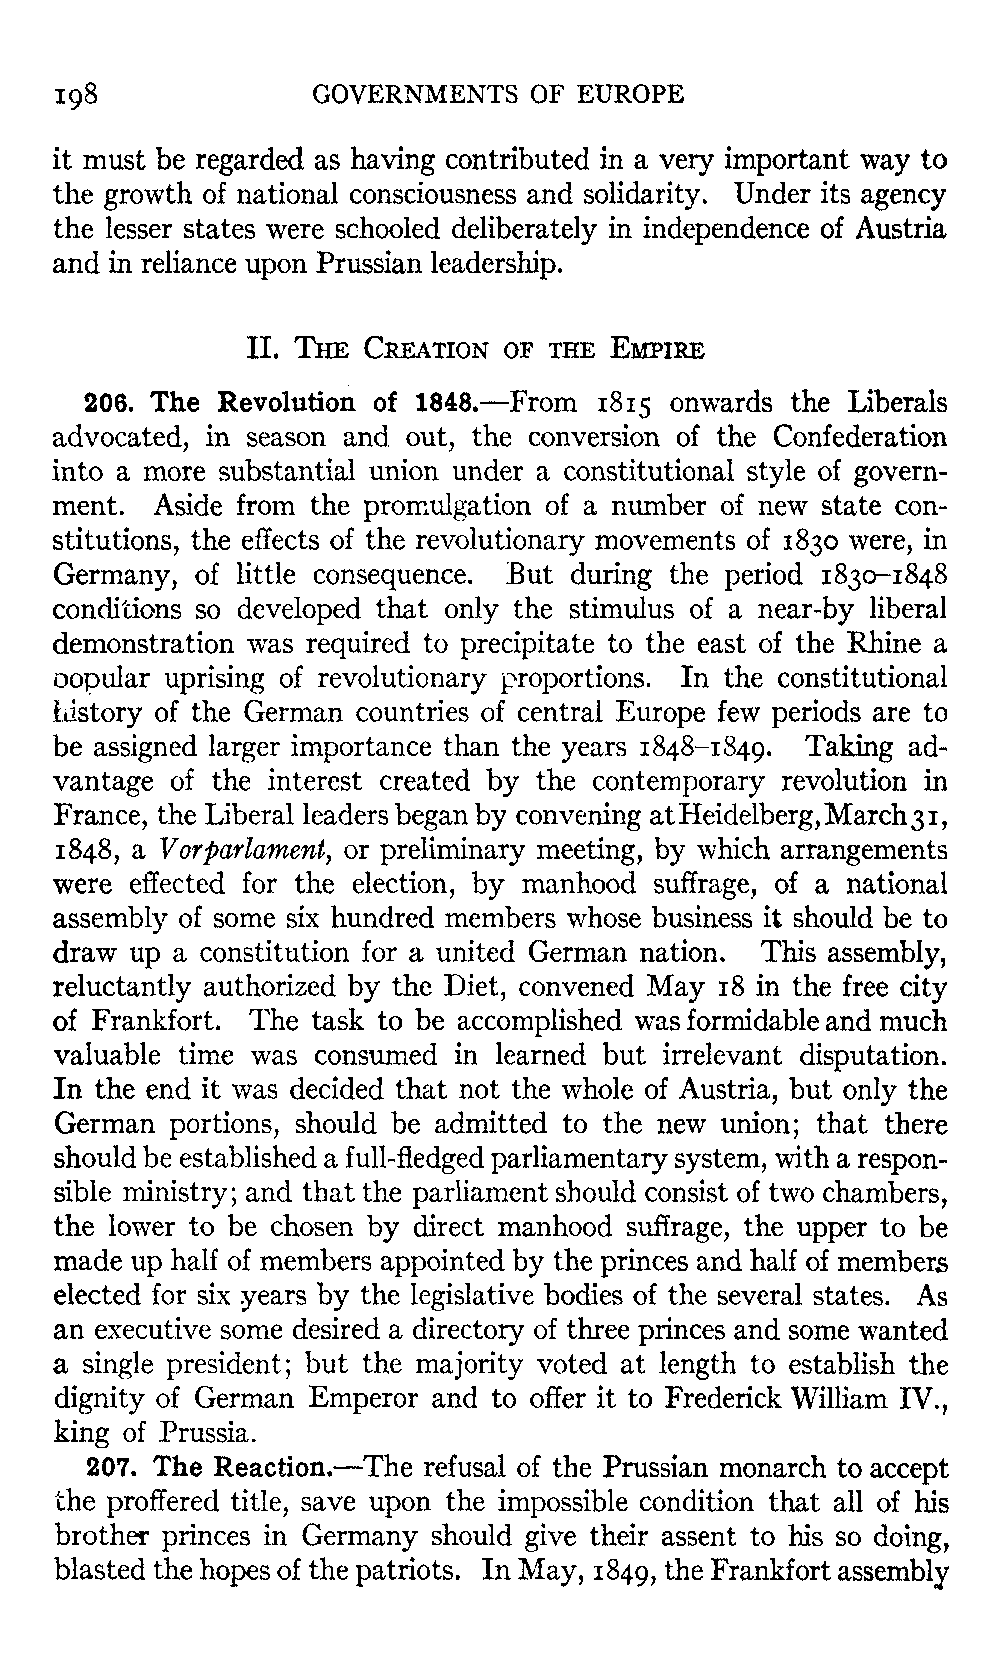 198 GOVERNMENTS OF EUROPE
it must be regarded as having contributed in a very important way to
the growth of national consciousness and solidarity. Under its agency
the lesser states were schooled deliberately in independence of Austria
and in reliance upon Prussian leadership.
II. The Creation of the Empire
206. The Revolution of 1848.—From 1815 onwards the Liberals
advocated, in season and out, the conversion of the Confederation
into a more substantial union under a constitutional style of govern-
ment. Aside from the promulgation of a number of new state con-
stitutions, the effects of the revolutionary movements of 1830 were, in
Germany, of little consequence. But during the period 1830–1848
conditions so developed that only the stimulus of a near-by liberal
demonstration was required to precipitate to the east of the Rhine a
popular uprising of revolutionary proportions. In the constitutional
history of the German countries of central Europe few periods are to
be assigned larger importance than the years 1848–1849. Taking ad-
vantage of the interest created by the contemporary revolution in
France, the Liberal leaders began by convening at Heidelberg, March 31,
1848, a Vorparlament, or preliminary meeting, by which arrangements
were effected for the election, by manhood suffrage, of a national
assembly of some six hundred members whose business it should be to
draw up a constitution for a united German nation. This assembly,
reluctantly authorized by the Diet, convened May 18 in the free city
of Frankfort. The task to be accomplished was formidable and much
valuable time was consumed in learned but irrelevant disputation.
In the end it was decided that not the whole of Austria, but only the
German portions, should be admitted to the new union; that there
should be established a full-fledged parliamentary system, with a respon-
sible ministry; and that the parliament should consist of two chambers,
the lower to be chosen by direct manhood suffrage, the upper to be
made up half of members appointed by the princes and half of members
elected for six years by the legislative bodies of the several states. As
an executive some desired a directory of three princes and some wanted
a single president; but the majority voted at length to establish the
dignity of German Emperor and to offer it to Frederick William IV.,
king of Prussia.
207. The Reaction.—The refusal of the Prussian monarch to accept
the proffered title, save upon the impossible condition that all of his
brother princes in Germany should give their assent to his so doing,
blasted the hopes of the patriots. In May, 1849, the Frankfort assembly